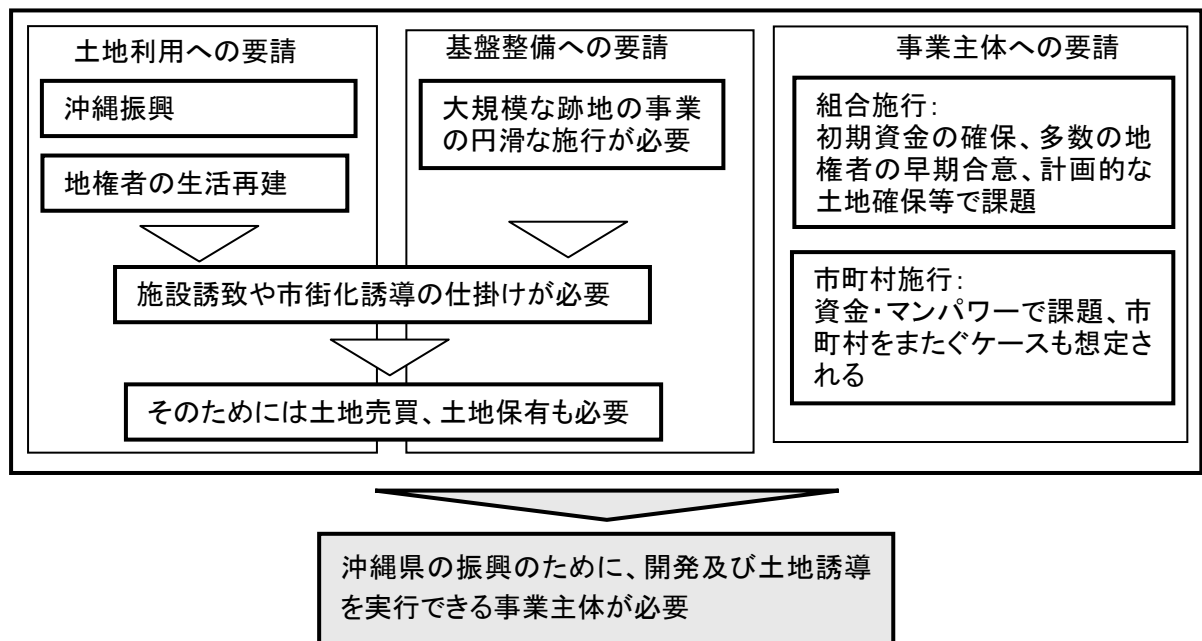 土地利用への要請
沖縄振興
地権者の生活再建
基盤整備への要請
大規模な跡地の事業
の円滑な施行が必要
施設誘致や市街化誘導の仕掛けが必要
そのためには土地売買、土地保有も必要
事業主体への要請
組合施行：
初期資金の確保、多数の地
権者の早期合意、計画的な
土地確保等で課題
市町村施行：
資金・マンパワーで課題、市
町村をまたぐケースも想定さ
れる
沖縄県の振興のために、開発及び土地誘導
を実行できる事業主体が必要